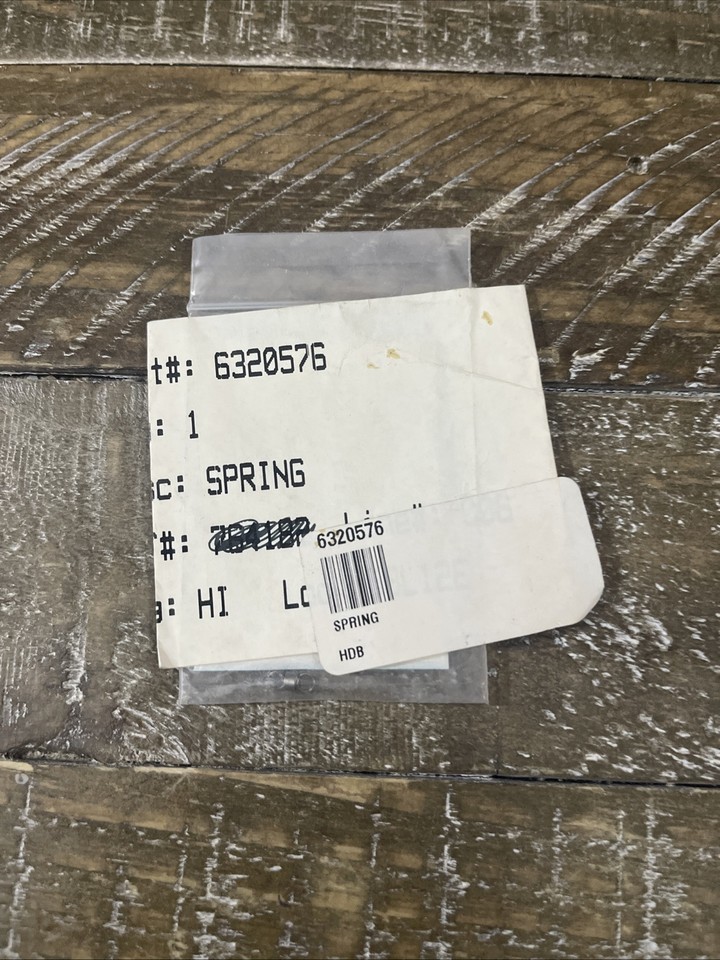 t#: 6320576
: 1
sc: SPRING
#:
: HI
6320576
SPRING
HDB